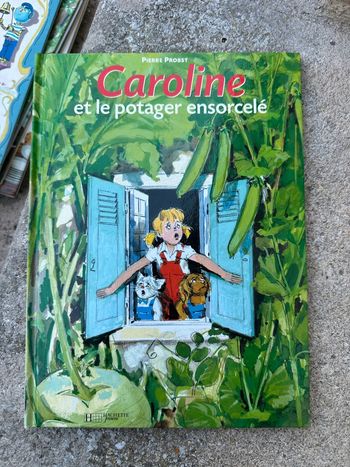 PIERRE PROBST
Caroline
et le potager ensorcelé
H HACHETTE
Jeunesse